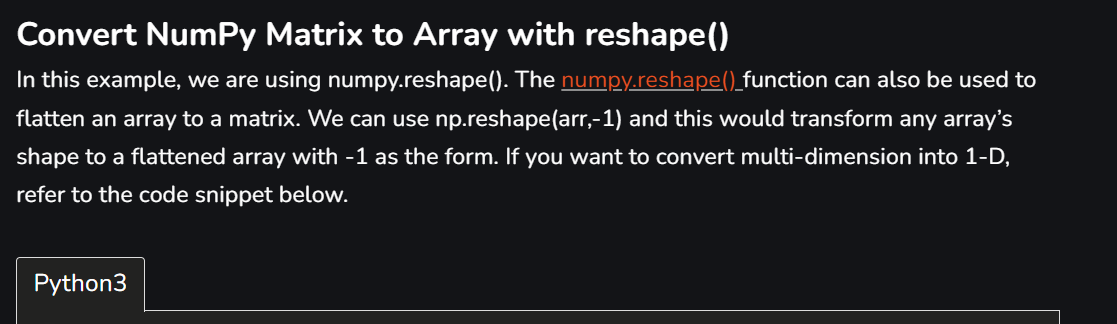 Convert NumPy Matrix to Array with reshape()
In this example, we are using numpy.reshape(). The numpy.reshape() function can also be used to
flatten an array to a matrix. We can use np.reshape(arr,-1) and this would transform any array’s
shape to a flattened array with -1 as the form. If you want to convert multi-dimension into 1-D,
refer to the code snippet below.
Python3